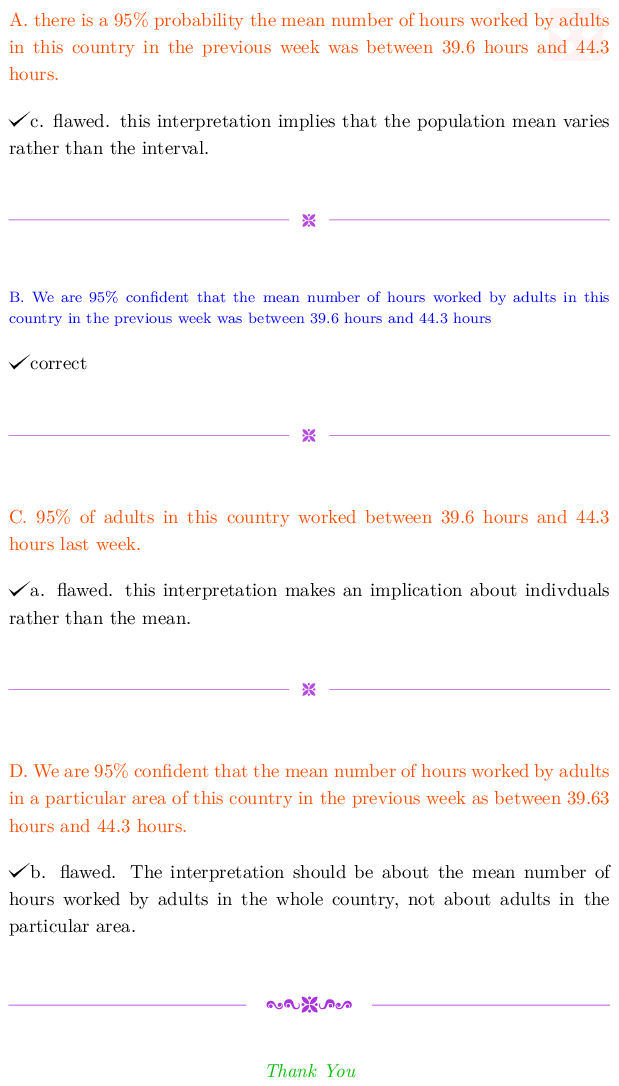 A. there is a 95% probability the mean number of hours worked by adults
in this country in the previous week was between 39.6 hours and 44.3
hours.
✓c. flawed. this interpretation implies that the population mean varies
rather than the interval.
B. We are 95% confident that the mean number of hours worked by adults in this
country in the previous week was between 39.6 hours and 44.3 hours
✓correct
C. 95% of adults in this country worked between 39.6 hours and 44.3
hours last week.
✓a. flawed. this interpretation makes an implication about indivduals
rather than the mean.
D. We are 95% confident that the mean number of hours worked by adults
in a particular area of this country in the previous week as between 39.63
hours and 44.3 hours.
✓b. flawed. The interpretation should be about the mean number of
hours worked by adults in the whole country, not about adults in the
particular area.
Thank You